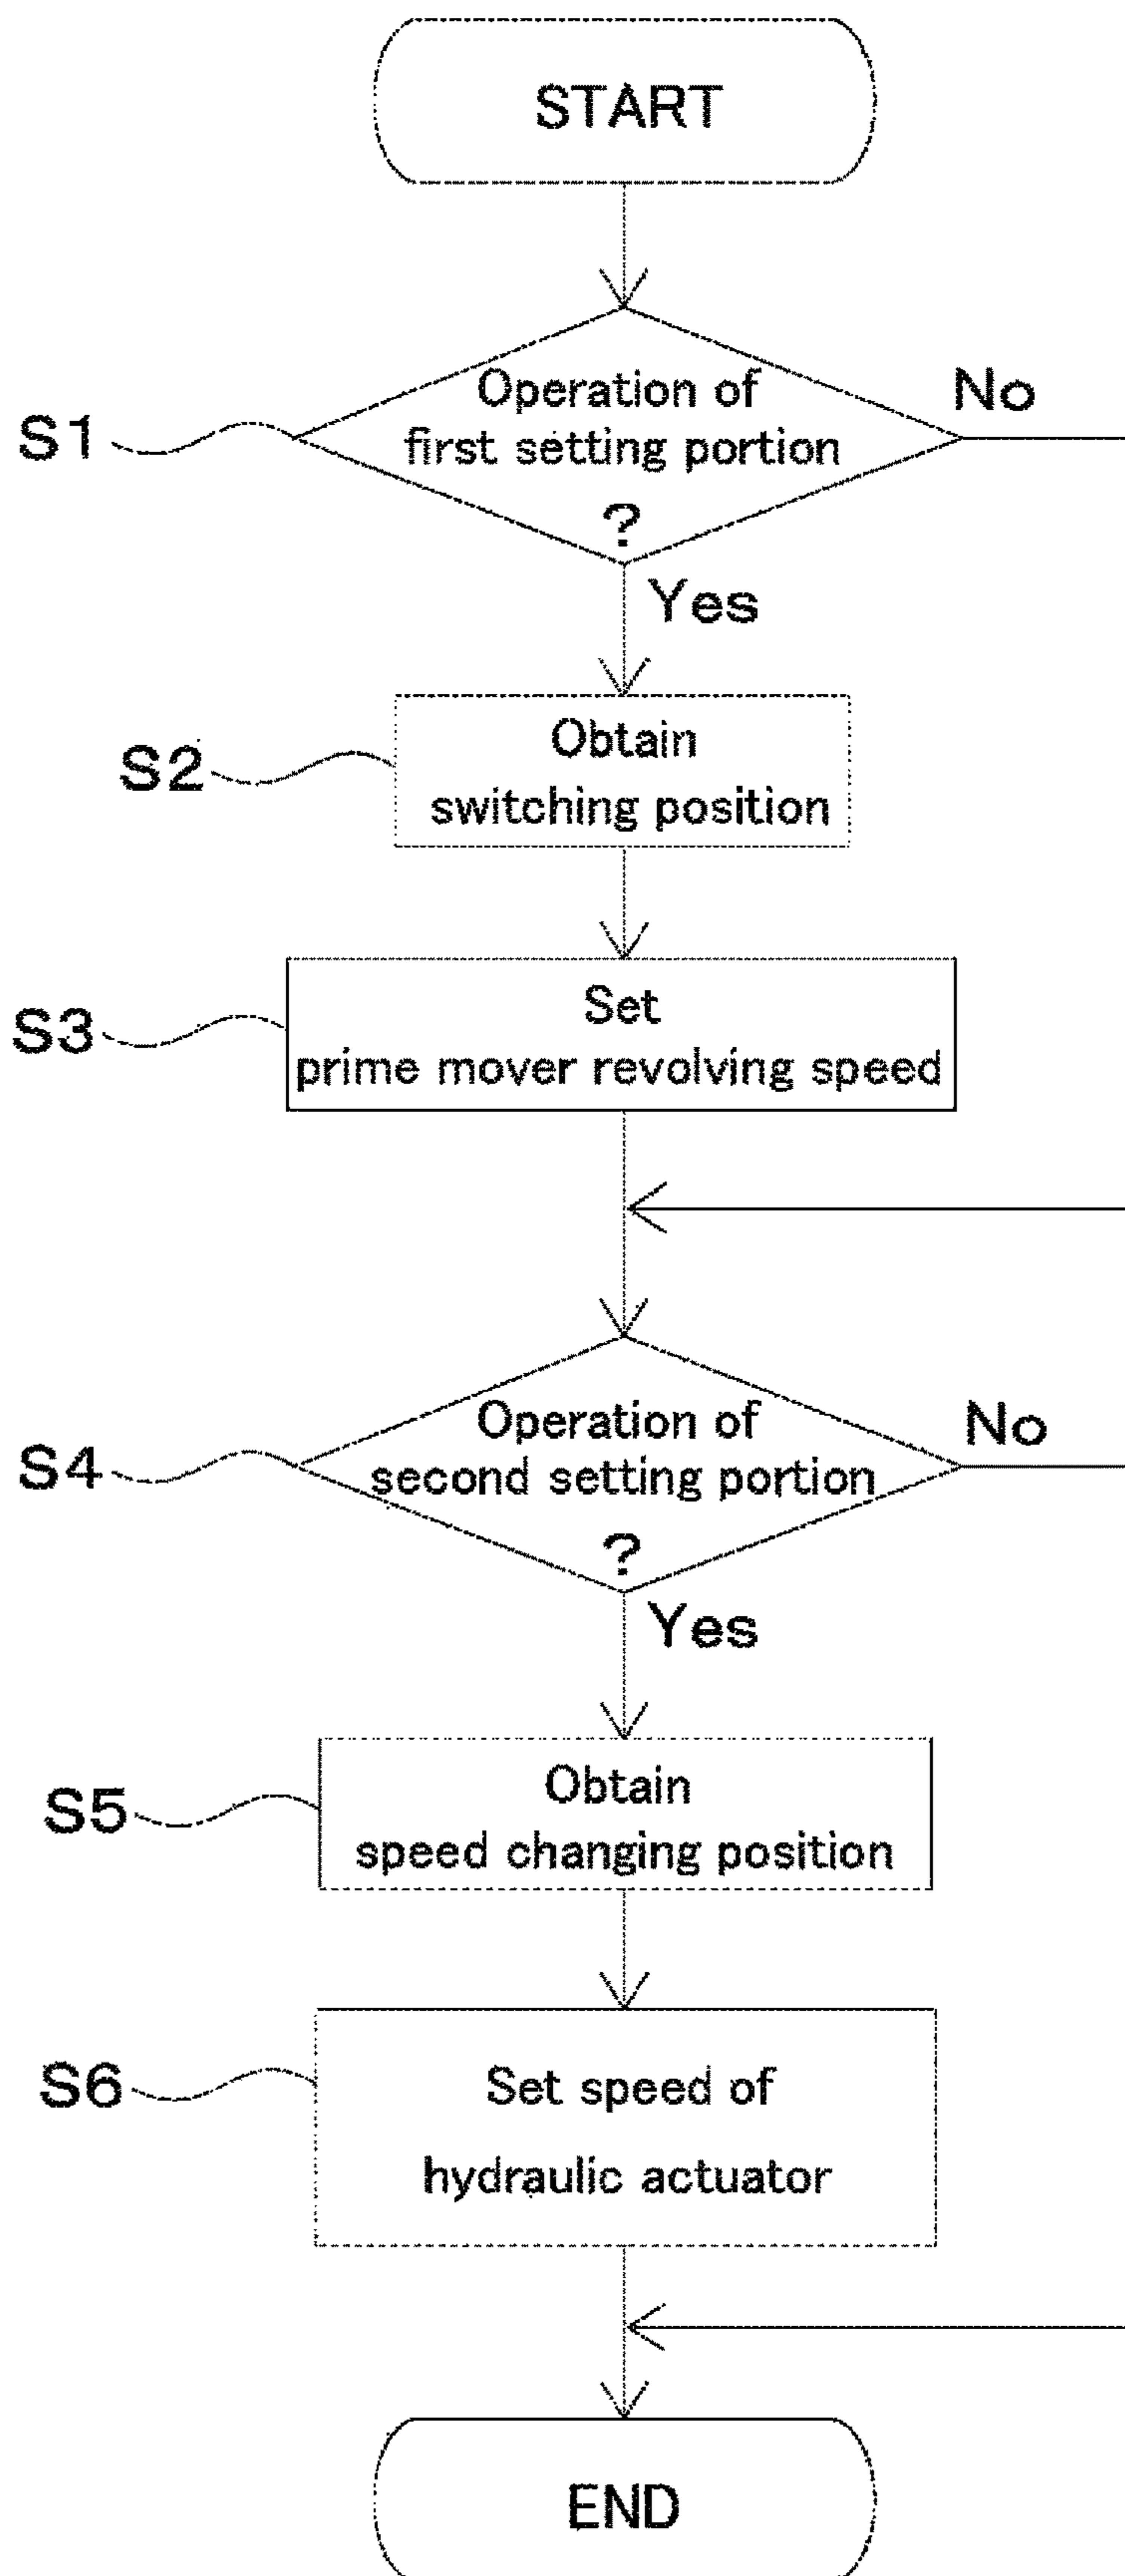 START
Operation of
first setting portion
?
No
S1
Yes
S2
Obtain
switching position
S3
Set
prime mover revolving speed
Operation of
second setting portion
?
No
S4
Yes
S5
Obtain
speed changing position
S6
Set speed of
hydraulic actuator
END